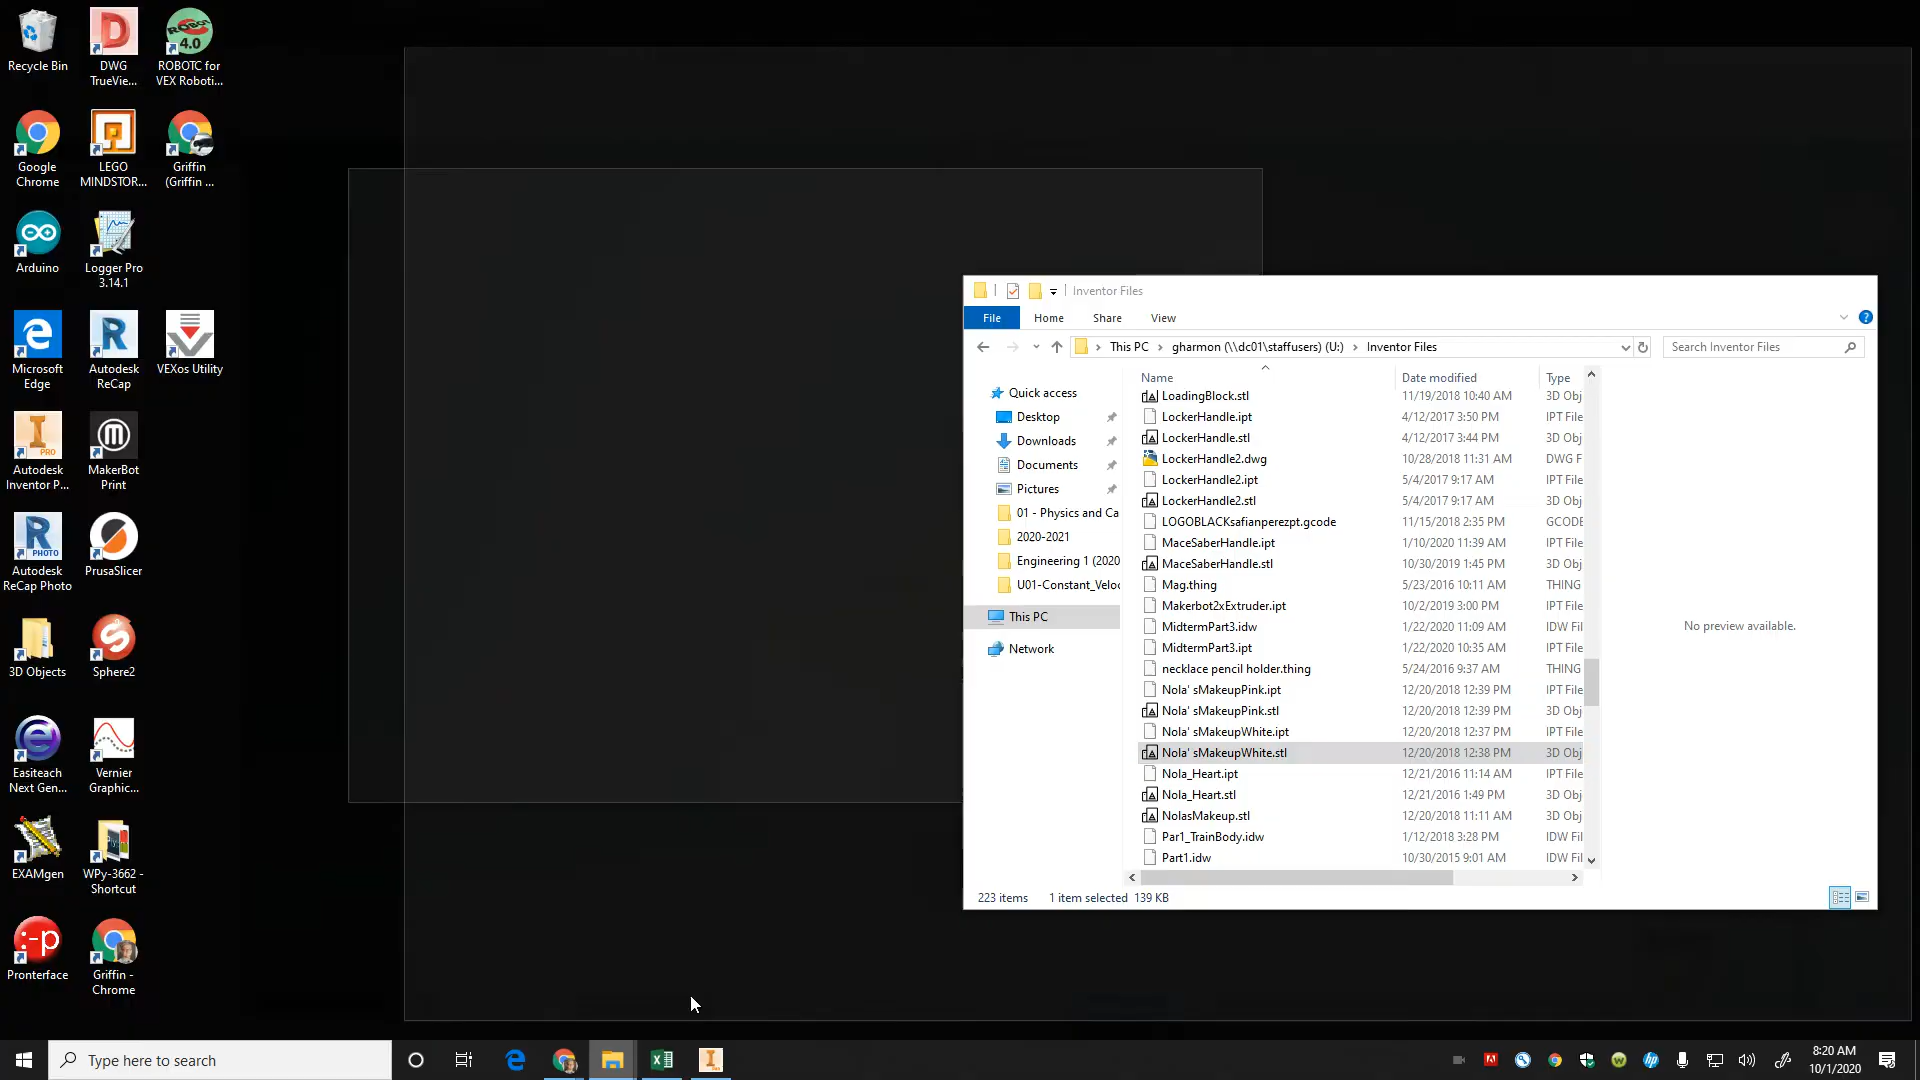 Recycle Bin
DWG
TrueVie...
ROBOTC for
VEX Roboti...
Google
Chrome
LEGO
MINDSTOR...
Griffin
(Griffin ...
Arduino
Logger Pro
3.14.1
Microsoft
Edge
Autodesk
ReCap
VEXos Utility
Autodesk
Inventor P...
MakerBot
Print
Autodesk
ReCap Photo
PrusaSlicer
3D Objects
Sphere2
Easiteach
Next Gen...
Vernier
Graphic...
EXAMgen
WPy-3662 -
Shortcut
Pronterface
Griffin -
Chrome
Inventor Files
File Home Share View
This PC gharmon (\\dc01\staffusers) (U:) Inventor Files
Search Inventor Files
Quick access
Desktop
Downloads
Documents
Pictures
01 - Physics and Ca
2020-2021
Engineering 1 (2020
U01-Constant_Veloc
This PC
Network
Name Date modified Type
LoadingBlock.stl 11/19/2018 10:40 AM 3D Obj
LockerHandle.ipt 4/12/2017 3:50 PM IPT File
LockerHandle.stl 4/12/2017 3:44 PM 3D Obj
LockerHandle2.dwg 10/28/2018 11:31 AM DWG F
LockerHandle2.ipt 5/4/2017 9:17 AM IPT File
LockerHandle2.stl 5/4/2017 9:17 AM 3D Obj
LOGOBLACKsafianperezpt.gcode 11/15/2018 2:35 PM GCODE
MaceSaberHandle.ipt 1/10/2020 11:39 AM IPT File
MaceSaberHandle.stl 10/30/2019 1:45 PM 3D Obj
Mag.thing 5/23/2016 10:11 AM THING
Makerbot2xExtruder.ipt 10/2/2019 3:00 PM IPT File
MidtermPart3.idw 1/22/2020 11:09 AM IDW Fil
MidtermPart3.ipt 1/22/2020 10:35 AM IPT File
necklace pencil holder.thing 5/24/2016 9:37 AM THING
Nola' sMakeupPink.ipt 12/20/2018 12:39 PM IPT File
Nola' sMakeupPink.stl 12/20/2018 12:39 PM 3D Obj
Nola' sMakeupWhite.ipt 12/20/2018 12:37 PM IPT File
Nola' sMakeupWhite.stl 12/20/2018 12:38 PM 3D Obj
Nola_Heart.ipt 12/21/2016 11:14 AM IPT File
Nola_Heart.stl 12/21/2016 1:49 PM 3D Obj
NolasMakeup.stl 12/20/2018 11:11 AM 3D Obj
Par1_TrainBody.idw 1/12/2018 3:28 PM IDW Fil
Part1.idw 10/30/2015 9:01 AM IDW Fil
No preview available.
223 items 1 item selected 139 KB
Type here to search
8:20 AM
10/1/2020